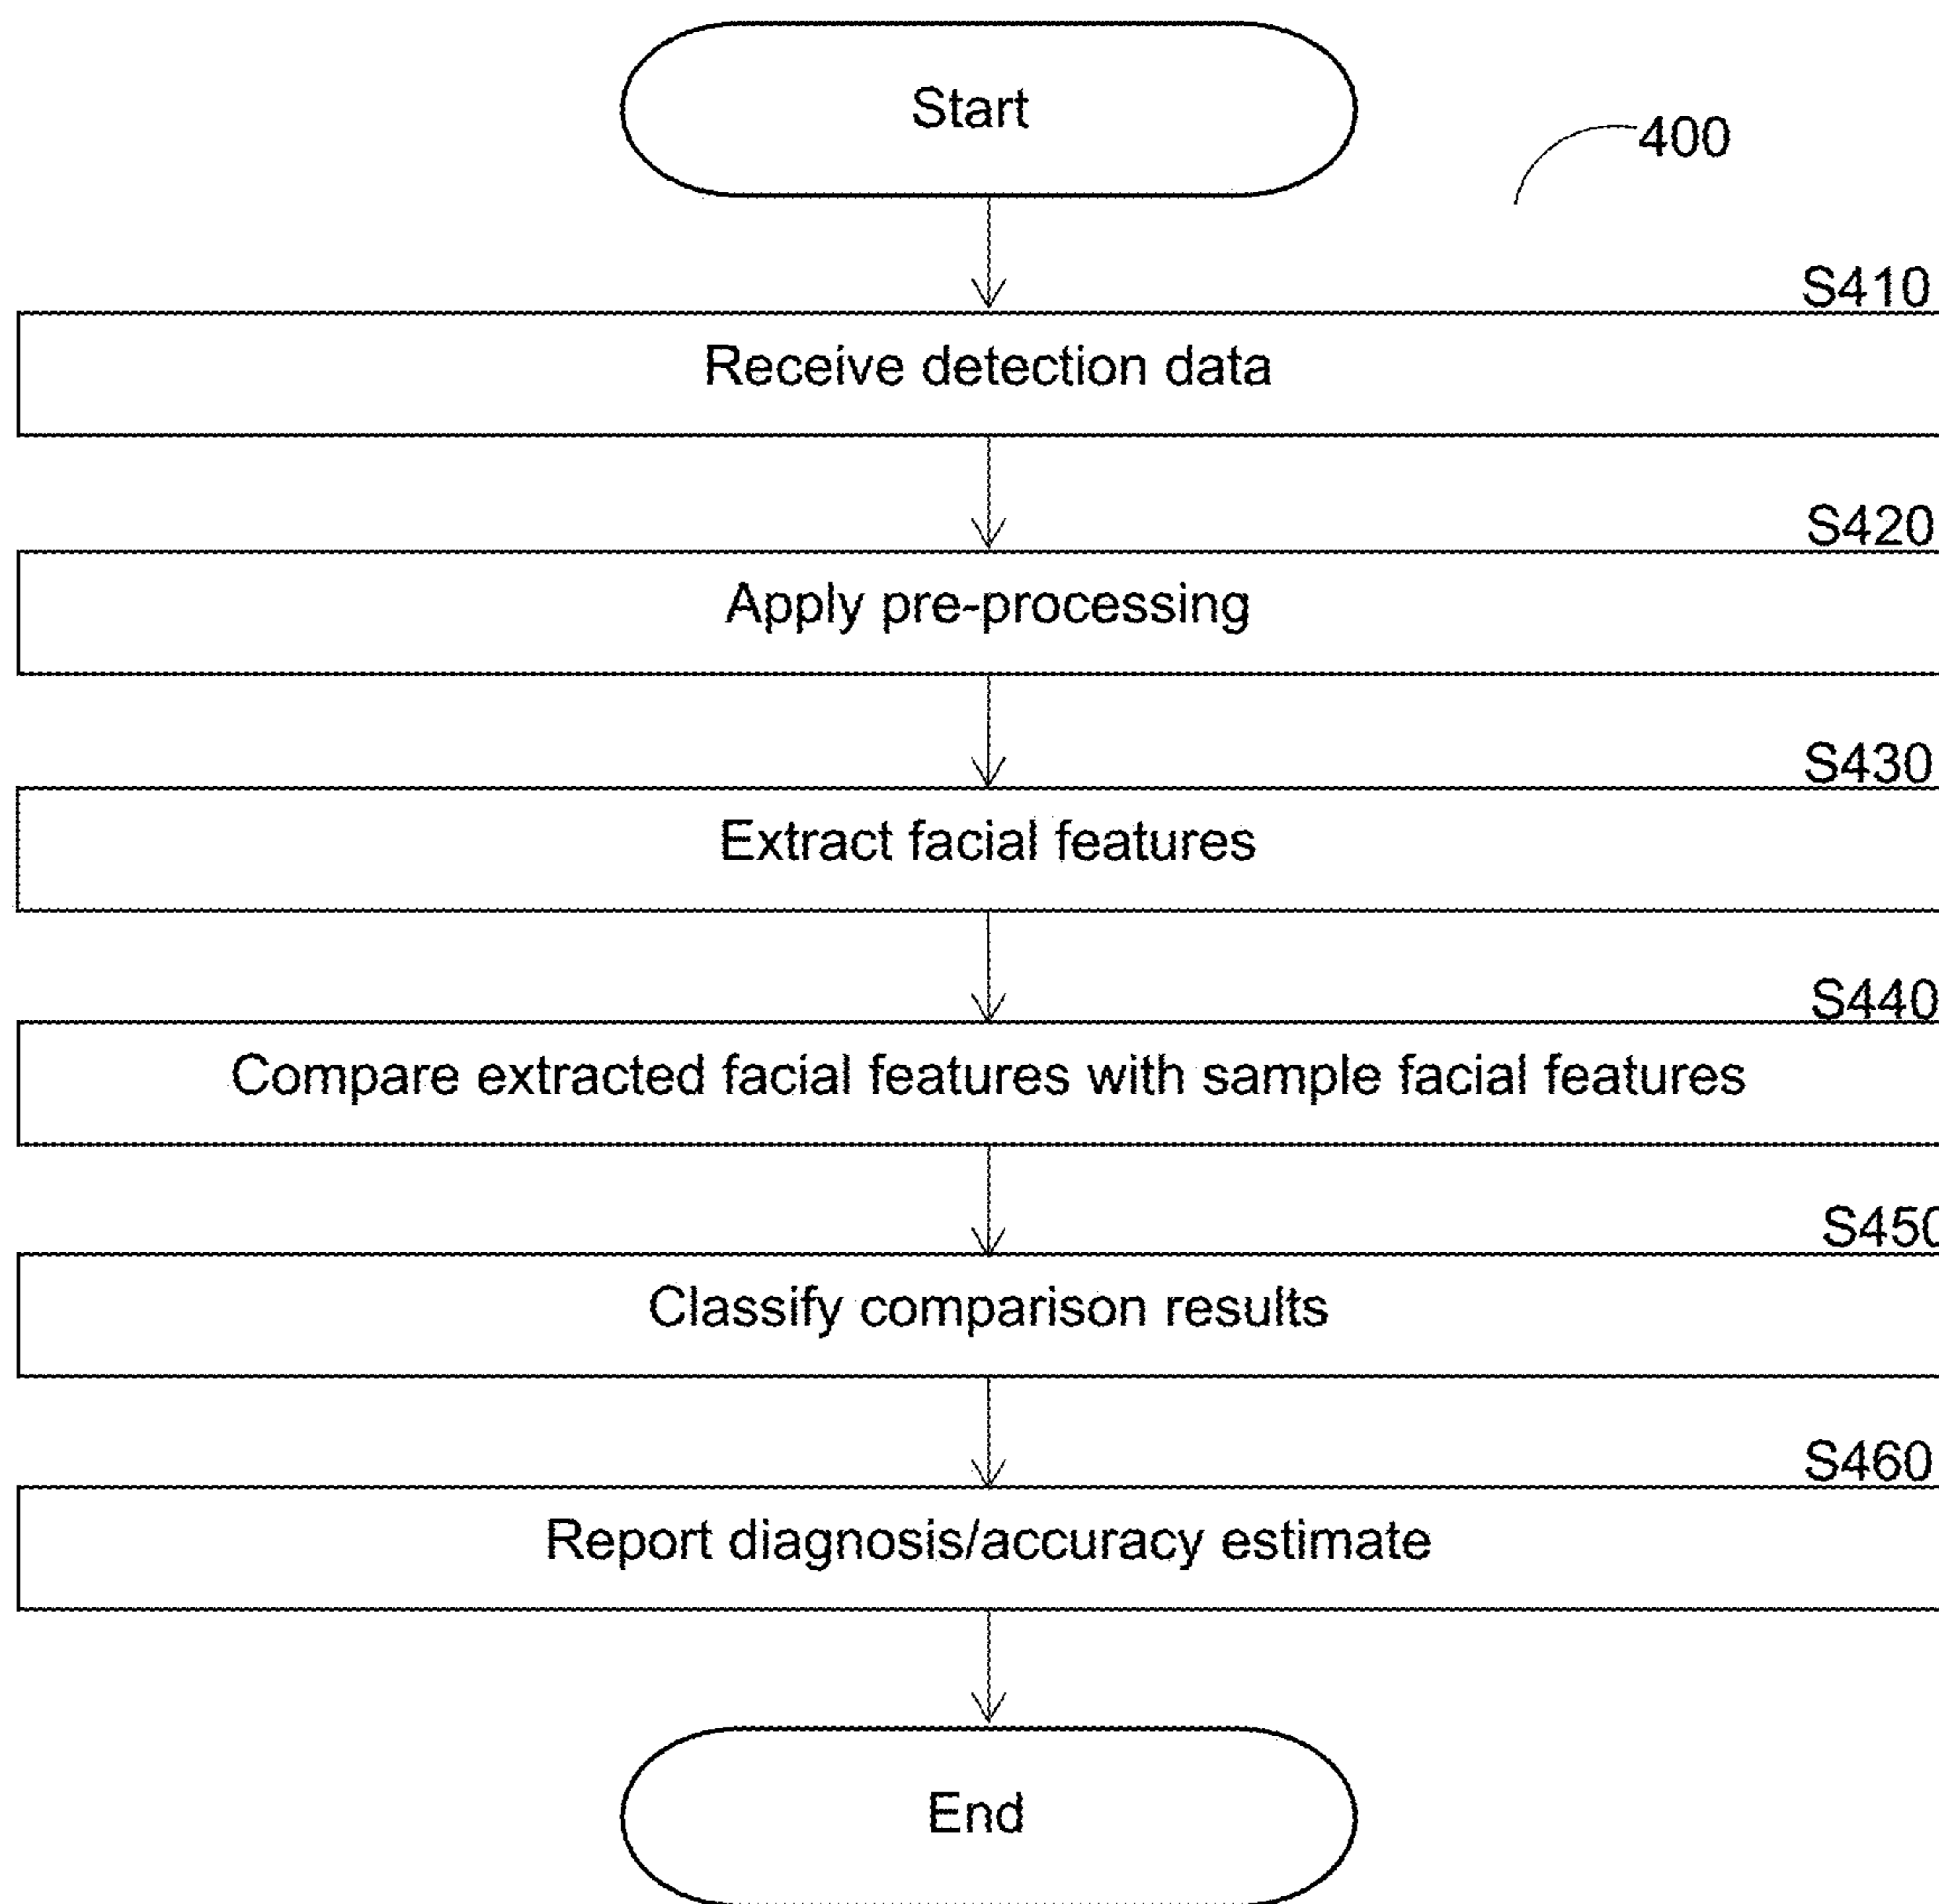 Start
400
S410
Receive detection data
S420
Apply pre-processing
S430
Extract facial features
S440
Compare extracted facial features with sample facial features
S450
Classify comparison results
S460
Report diagnosis/accuracy estimate
End